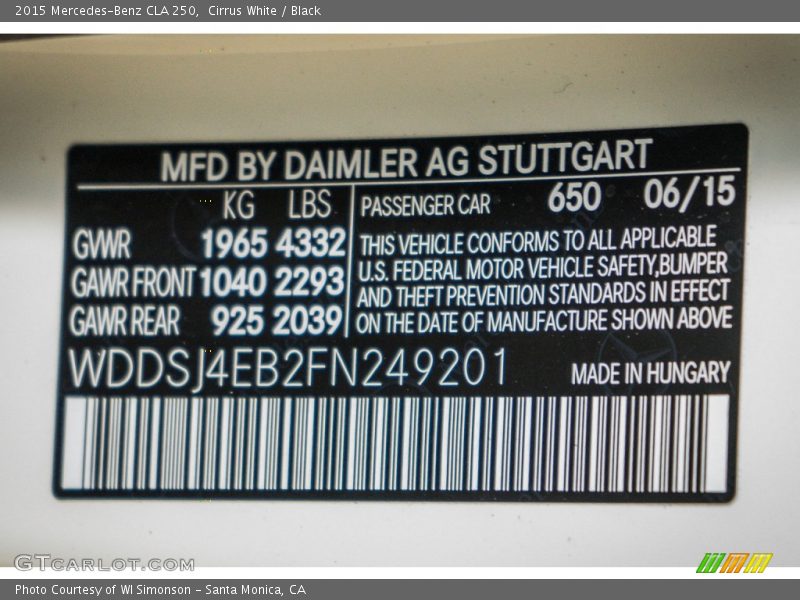 2015 Mercedes-Benz CLA 250,  Cirrus White / Black
MFD BY DAIMLER AG STUTTGART
KG LBS
PASSENGER CAR 650 06/15
GWR 1965 4332
GAWR FRONT 1040 2293
GAWR REAR 925 2039
THIS VEHICLE CONFORMS TO ALL APPLICABLE
U.S. FEDERAL MOTOR VEHICLE SAFETY,BUMPER
AND THEFT PREVENTION STANDARDS IN EFFECT
ON THE DATE OF MANUFACTURE SHOWN ABOVE
WDDSJ4EB2FN249201
MADE IN HUNGARY
GTCARLOT.COM
Photo Courtesy of WI Simonson - Santa Monica, CA